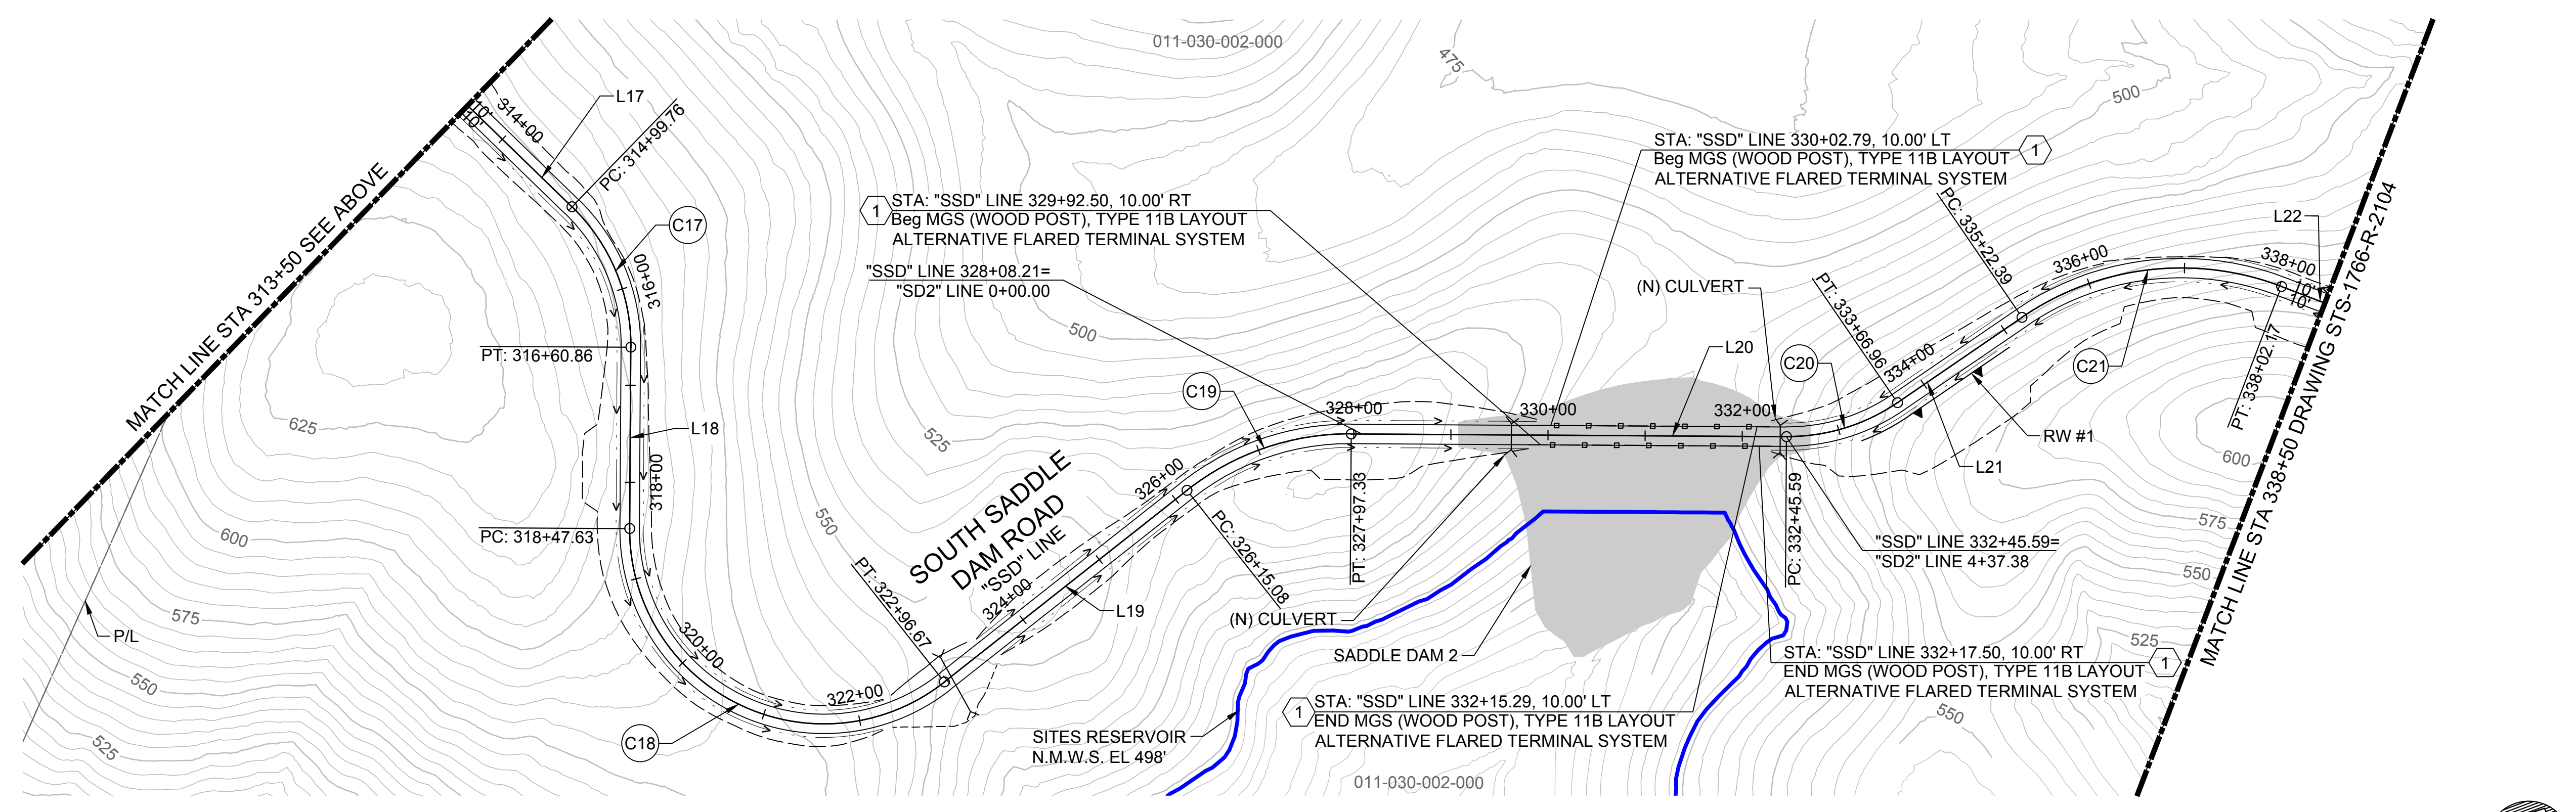 011-030-002-000
475
500
MATCH LINE STA 313+50 SEE ABOVE
10'
10'
314+00
L17
PC: 314+99.76
C17
316+00
PT: 316+60.86
L18
318+00
PC: 318+47.63
625
600
575
550
525
P/L
320+00
C18
322+00
PT: 322+96.67
SOUTH SADDLE
DAM ROAD
"SSD" LINE
324+00
L19
326+00
PC: 326+15.08
550
525
500
1
STA: "SSD" LINE 329+92.50, 10.00' RT
Beg MGS (WOOD POST), TYPE 11B LAYOUT
ALTERNATIVE FLARED TERMINAL SYSTEM
"SSD" LINE 328+08.21=
"SD2" LINE 0+00.00
C19
328+00
PT: 327+97.33
(N) CULVERT
SADDLE DAM 2
SITES RESERVOIR
N.M.W.S. EL 498'
STA: "SSD" LINE 330+02.79, 10.00' LT
Beg MGS (WOOD POST), TYPE 11B LAYOUT
ALTERNATIVE FLARED TERMINAL SYSTEM
1
(N) CULVERT
330+00
L20
332+00
C20
PT: 333+66.96
334+00
PC: 335+22.39
336+00
C21
338+00
L22
10'
10'
PT: 338+02.17
RW #1
L21
PC: 332+45.59
"SSD" LINE 332+45.59=
"SD2" LINE 4+37.38
STA: "SSD" LINE 332+17.50, 10.00' RT
END MGS (WOOD POST), TYPE 11B LAYOUT
ALTERNATIVE FLARED TERMINAL SYSTEM
1
1
STA: "SSD" LINE 332+15.29, 10.00' LT
END MGS (WOOD POST), TYPE 11B LAYOUT
ALTERNATIVE FLARED TERMINAL SYSTEM
011-030-002-000
600
575
550
525
550
MATCH LINE STA 338+50 DRAWING STS-1766-R-2104